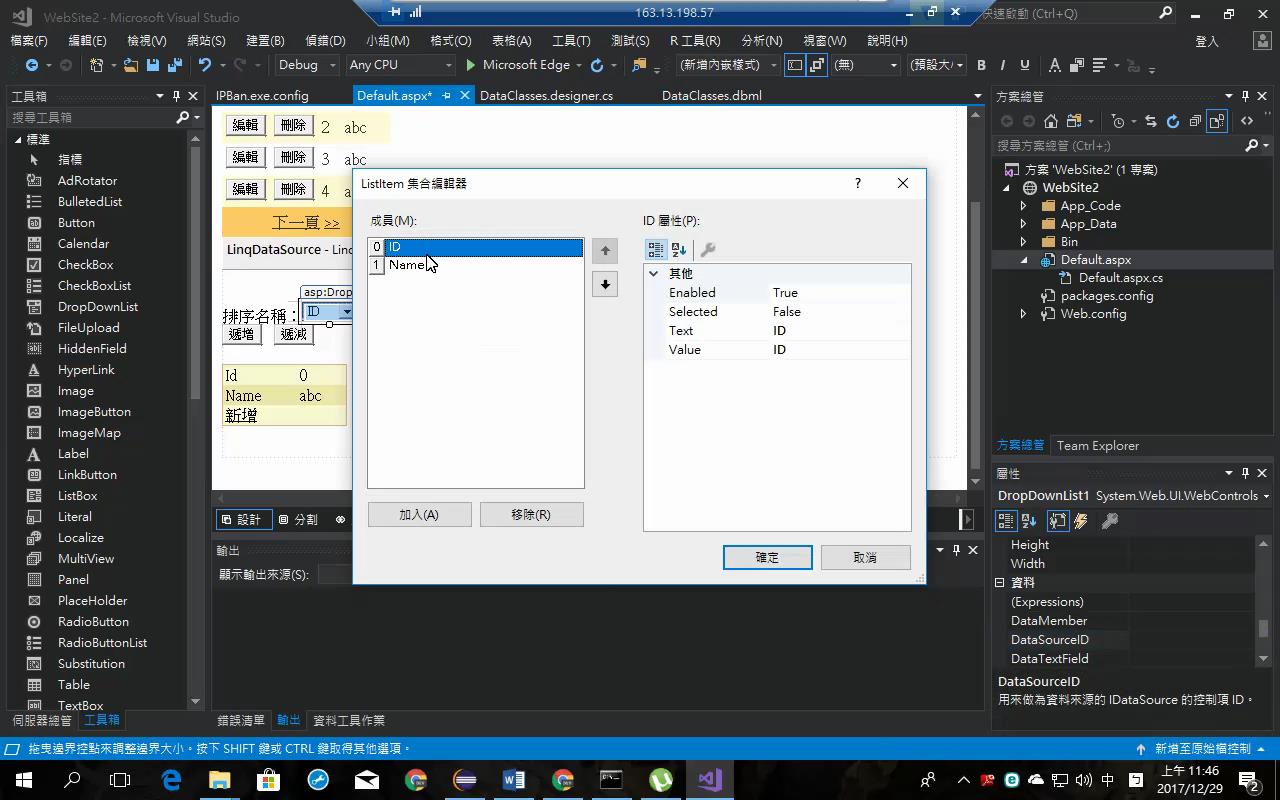 WebSite2 - Microsoft Visual Studio
163.13.198.57
快速啟動 (Ctrl+Q)
檔案(F) 編輯(E) 檢視(V) 網站(S) 建置(B) 偵錯(D) 小組(M) 格式(O) 表格(A) 工具(T) 測試(S) R 工具(R) 分析(N) 視窗(W) 說明(H)
登入
Debug Any CPU Microsoft Edge (新增內嵌樣式) (無) (預設大 B I U
工具箱
搜尋工具箱
標準
指標
AdRotator
BulletedList
Button
Calendar
CheckBox
CheckBoxList
DropDownList
FileUpload
HiddenField
HyperLink
Image
ImageButton
ImageMap
Label
LinkButton
ListBox
Literal
Localize
MultiView
Panel
PlaceHolder
RadioButton
RadioButtonList
Substitution
Table
TextBox
伺服器總管 工具箱
IPBan.exe.config Default.aspx* DataClasses.designer.cs DataClasses.dbml
編輯 刪除 2 abc
編輯 刪除 3 abc
編輯 刪除 4 a
下一頁 >>
LinqDataSource - Linc
asp:Drop
排序名稱： ID
遞增 遞減
Id 0
Name abc
新增
設計 分割
ListItem 集合編輯器 ?
成員(M):
0 ID
1 Name
加入(A) 移除(R)
ID 屬性(P):
其他
Enabled True
Selected False
Text ID
Value ID
確定 取消
輸出
顯示輸出來源(S):
錯誤清單 輸出 資料工具作業
方案總管
搜尋方案總管 (Ctrl+;)
方案 'WebSite2' (1 專案)
WebSite2
App_Code
App_Data
Bin
Default.aspx
Default.aspx.cs
packages.config
Web.config
方案總管 Team Explorer
屬性
DropDownList1 System.Web.UI.WebControls
Height
Width
資料
(Expressions)
DataMember
DataSourceID
DataTextField
DataSourceID
用來做為資料來源的 IDataSource 的控制項 ID。
拖曳邊界控點來調整邊界大小。按下 SHIFT 鍵或 CTRL 鍵取得其他選項。
新增至原始檔控制
中
上午 11:46
2017/12/29
2